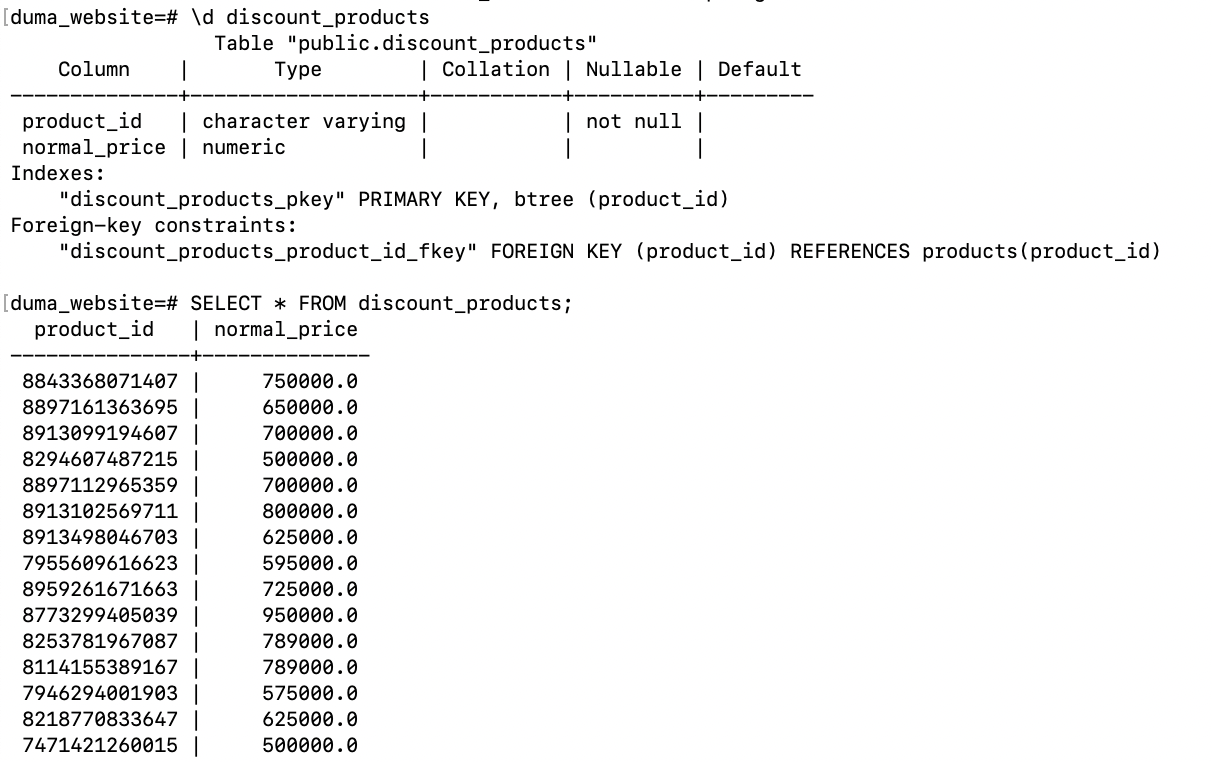 [duma_website=# \d discount_products
                 Table "public.discount_products"
    Column    |       Type        | Collation | Nullable | Default
--------------+-------------------+-----------+----------+---------
 product_id   | character varying |           | not null |
 normal_price | numeric           |           |          |
Indexes:
    "discount_products_pkey" PRIMARY KEY, btree (product_id)
Foreign-key constraints:
    "discount_products_product_id_fkey" FOREIGN KEY (product_id) REFERENCES products(product_id)
[duma_website=# SELECT * FROM discount_products;
  product_id   | normal_price
---------------+--------------
 8843368071407 |     750000.0
 8897161363695 |     650000.0
 8913099194607 |     700000.0
 8294607487215 |     500000.0
 8897112965359 |     700000.0
 8913102569711 |     800000.0
 8913498046703 |     625000.0
 7955609616623 |     595000.0
 8959261671663 |     725000.0
 8773299405039 |     950000.0
 8253781967087 |     789000.0
 8114155389167 |     789000.0
 7946294001903 |     575000.0
 8218770833647 |     625000.0
 7471421260015 |     500000.0